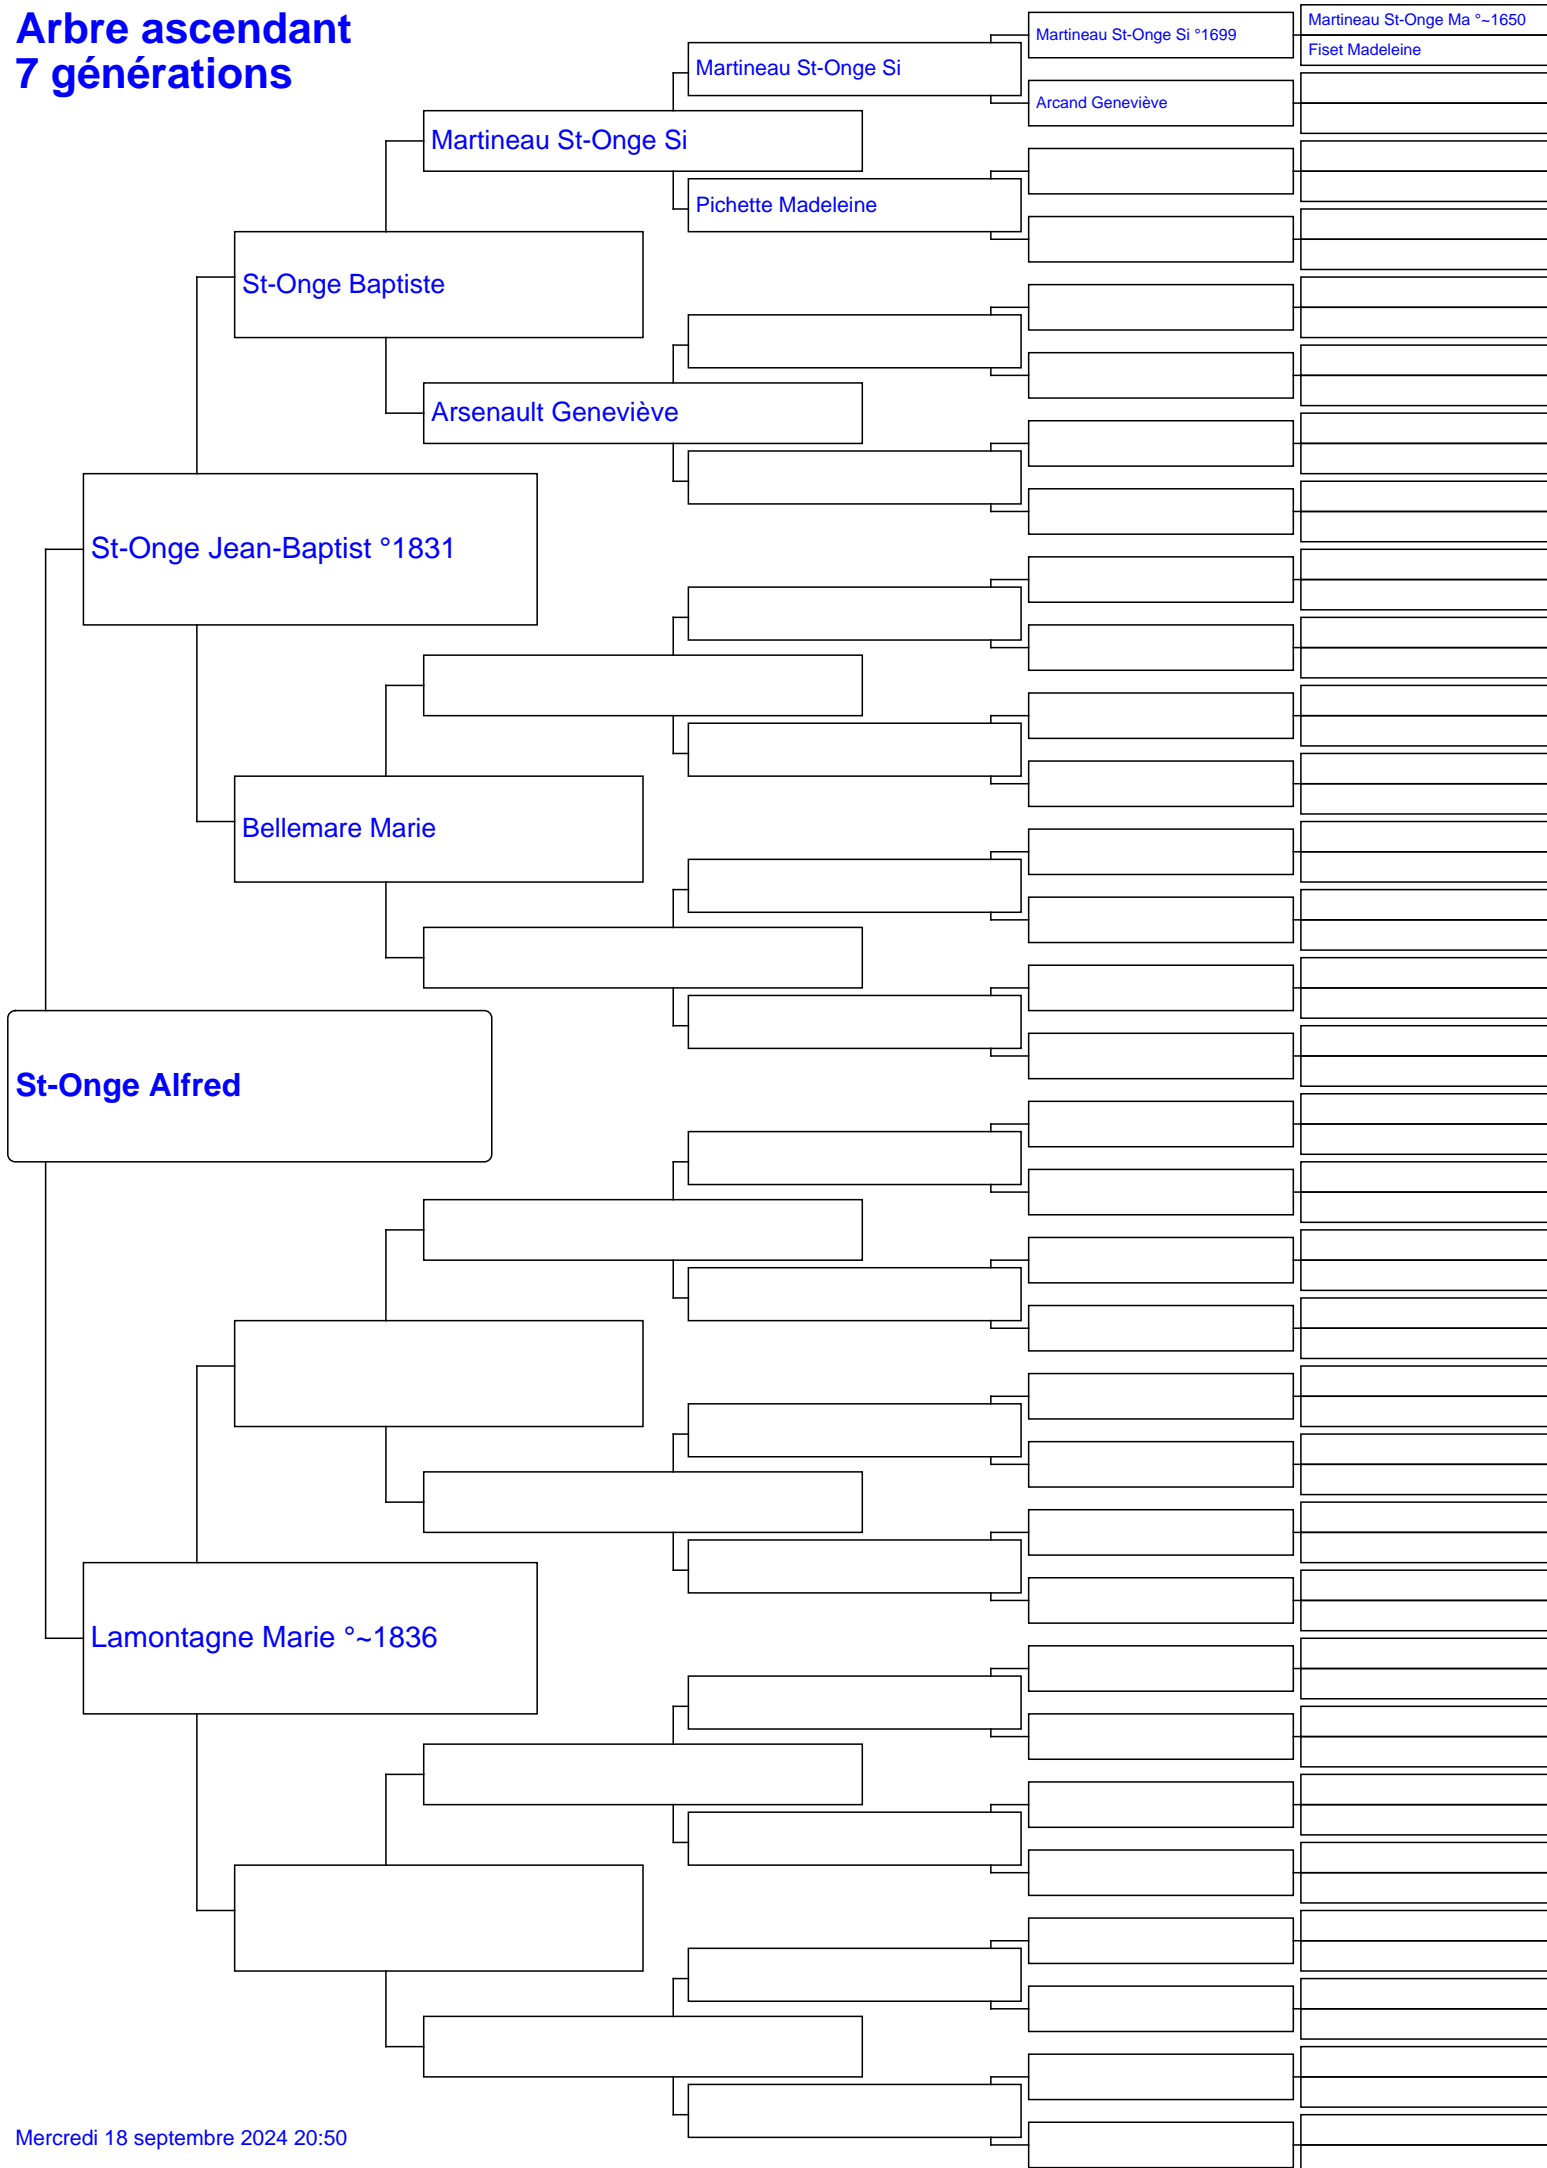 Arbre ascendant
7 générations
Martineau St-Onge Ma °~1650
Fiset Madeleine
Martineau St-Onge Si °1699
Arcand Geneviève
Martineau St-Onge Si
Pichette Madeleine
Martineau St-Onge Si
Arsenault Geneviève
St-Onge Baptiste
Bellemare Marie
St-Onge Jean-Baptist °1831
Lamontagne Marie °~1836
St-Onge Alfred
Mercredi 18 septembre 2024 20:50